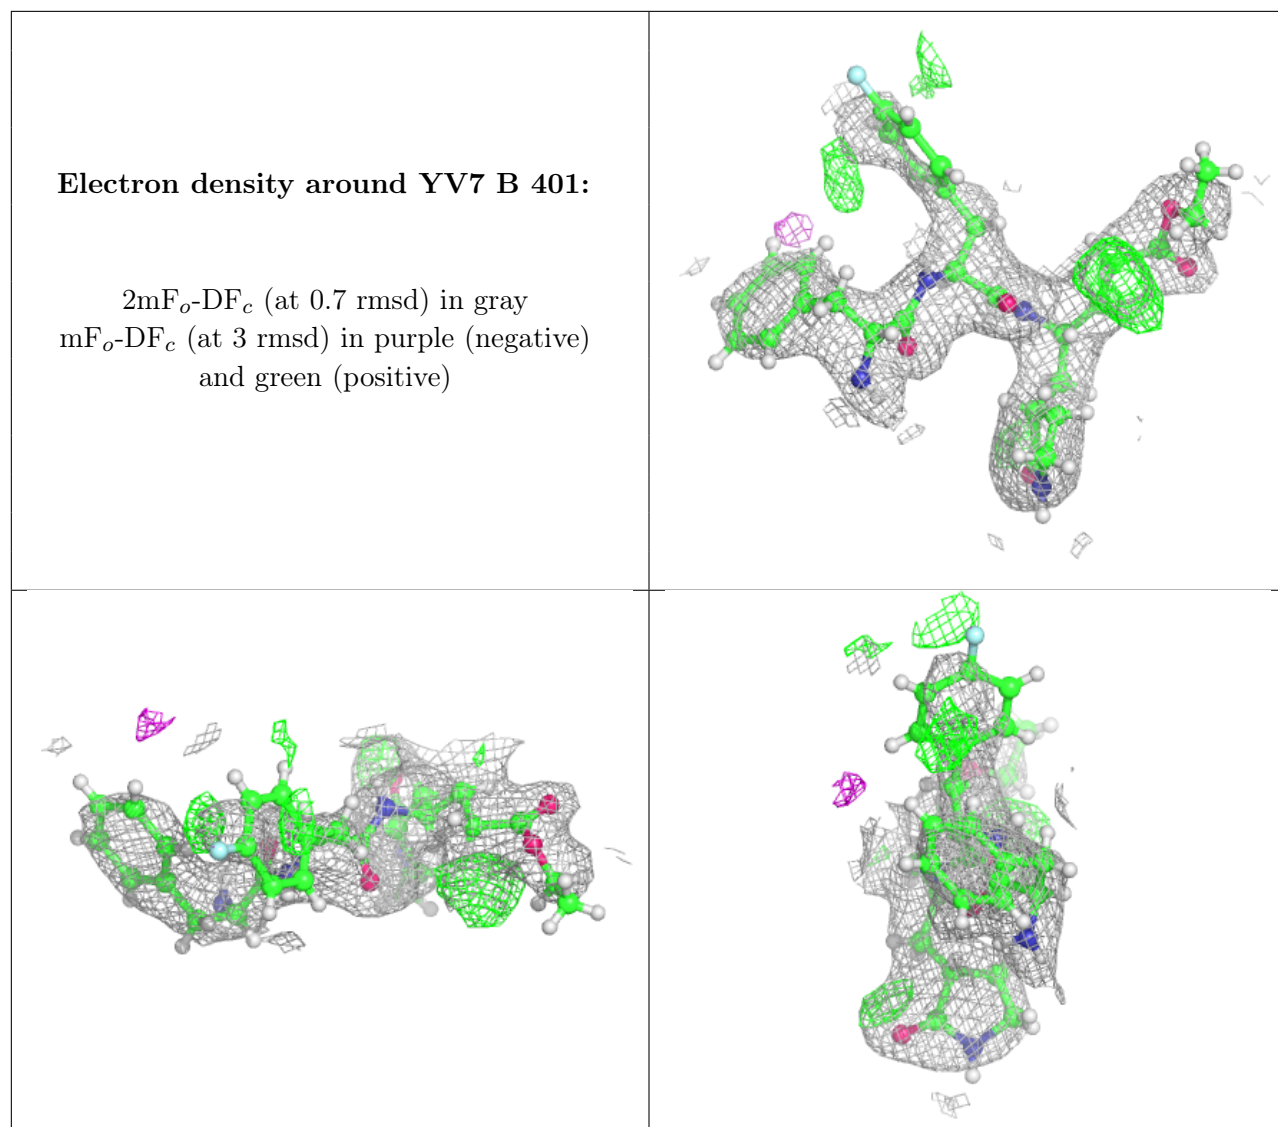 Electron density around YV7 B 401:
2mFo-DFc (at 0.7 rmsd) in gray
mFo-DFc (at 3 rmsd) in purple (negative)
and green (positive)